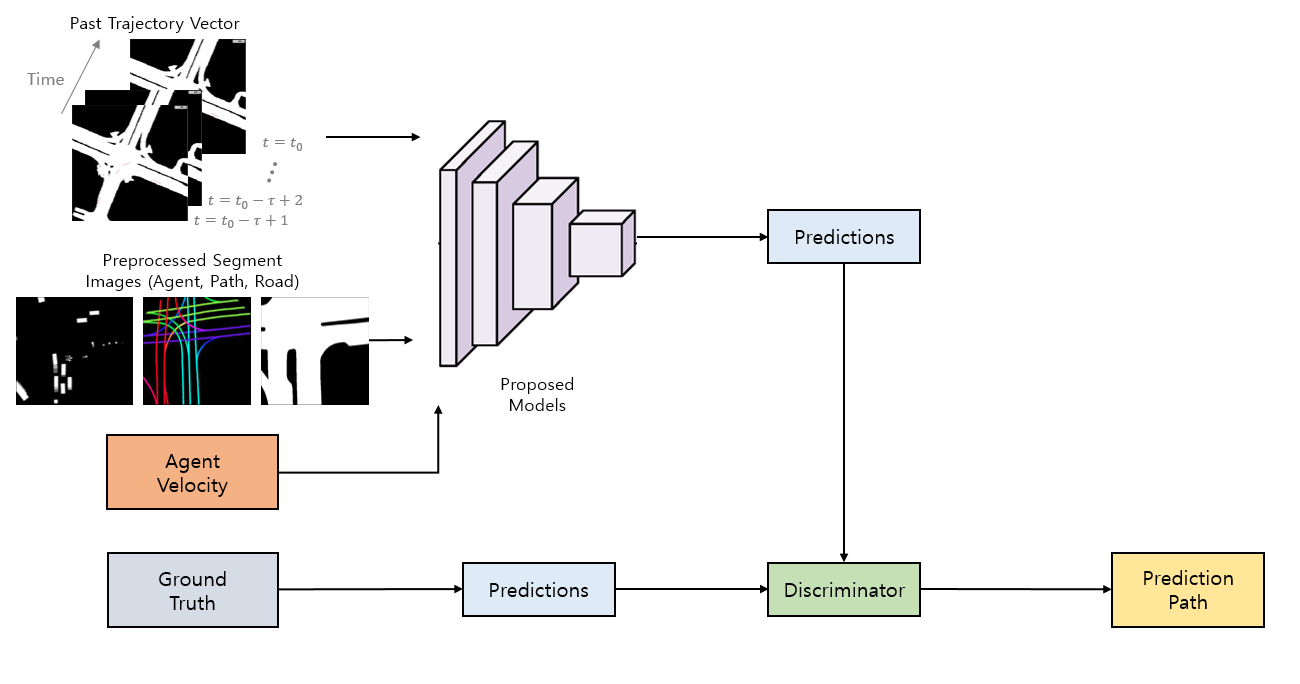 Past Trajectory Vector
Time
t = t₀
⋮
t = t₀ − τ + 2
t = t₀ − τ + 1
Preprocessed Segment
Images (Agent, Path, Road)
Proposed
Models
Predictions
Agent
Velocity
Ground
Truth
Predictions
Discriminator
Prediction
Path